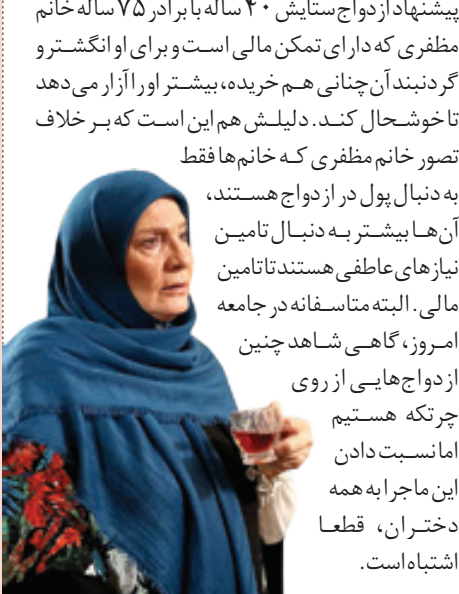 پیشنهاد ازدواج ستایش ۴۰ ساله با برادر ۷۵ ساله خانم
مظفری که دارای تمکن مالی است و برای او انگشتر و
گردنبند آن‌چنانی هم خریده، بیشتر او را آزار می‌دهد
تا خوشحال کند. دلیلش هم این است که بر خلاف
تصور خانم مظفری که خانم‌ها فقط
به دنبال پول در ازدواج هستند،
آن‌ها بیشتر به دنبال تامین
نیازهای عاطفی هستند تا تامین
مالی. البته متاسفانه در جامعه
امروز، گاهی شاهد چنین
ازدواج‌هایی از روی
چرتکه هستیم
اما نسبت دادن
این ماجرا به همه
دختران، قطعا
اشتباه است.